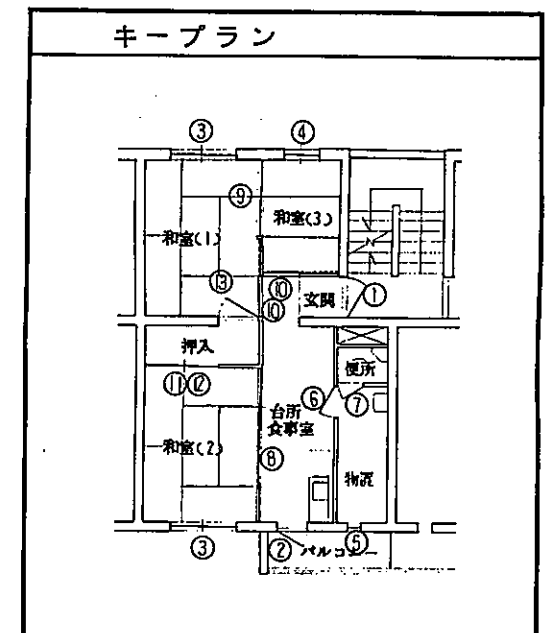 キープラン
③
④
⑨
和室(3)
和室(1)
⑬
⑩
玄関
①
⑩
押入
便所
⑪⑫
⑥
⑦
台所
食事室
和室(2)
⑧
物置
③
②
⑤
バルコニー